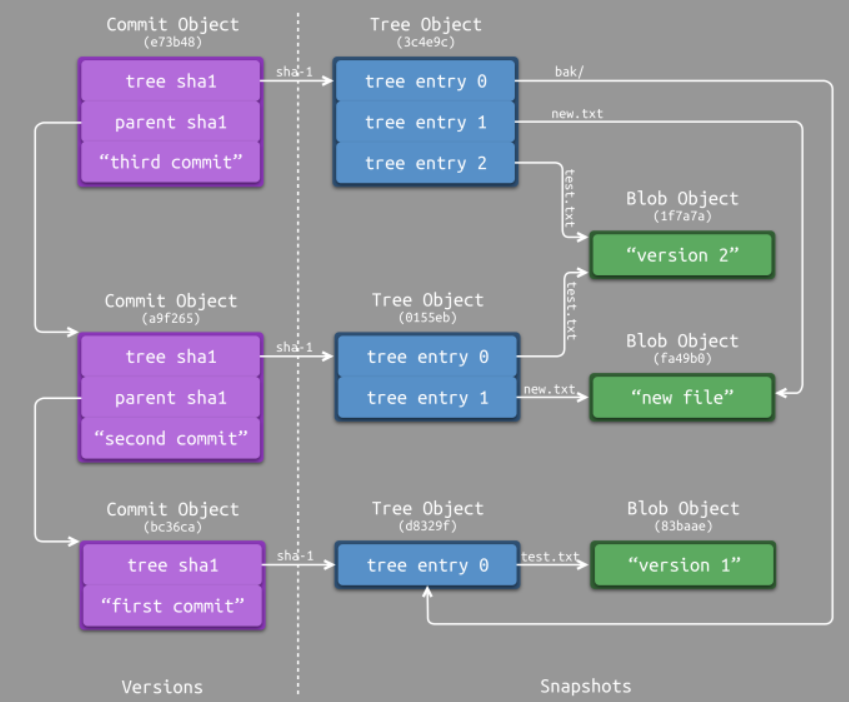 Commit Object
(e73b48)
tree sha1
parent sha1
“third commit”
sha-1
Tree Object
(3c4e9c)
tree entry 0
tree entry 1
tree entry 2
bak/
new.txt
test.txt
Blob Object
(1f7a7a)
“version 2”
Commit Object
(a9f265)
tree sha1
parent sha1
“second commit”
sha-1
Tree Object
(0155eb)
tree entry 0
tree entry 1
test.txt
new.txt
Blob Object
(fa49b0)
“new file”
Commit Object
(bc36ca)
tree sha1
“first commit”
sha-1
Tree Object
(d8329f)
tree entry 0
test.txt
Blob Object
(83baae)
“version 1”
Versions
Snapshots